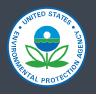 UNITED STATES
ENVIRONMENTAL PROTECTION AGENCY